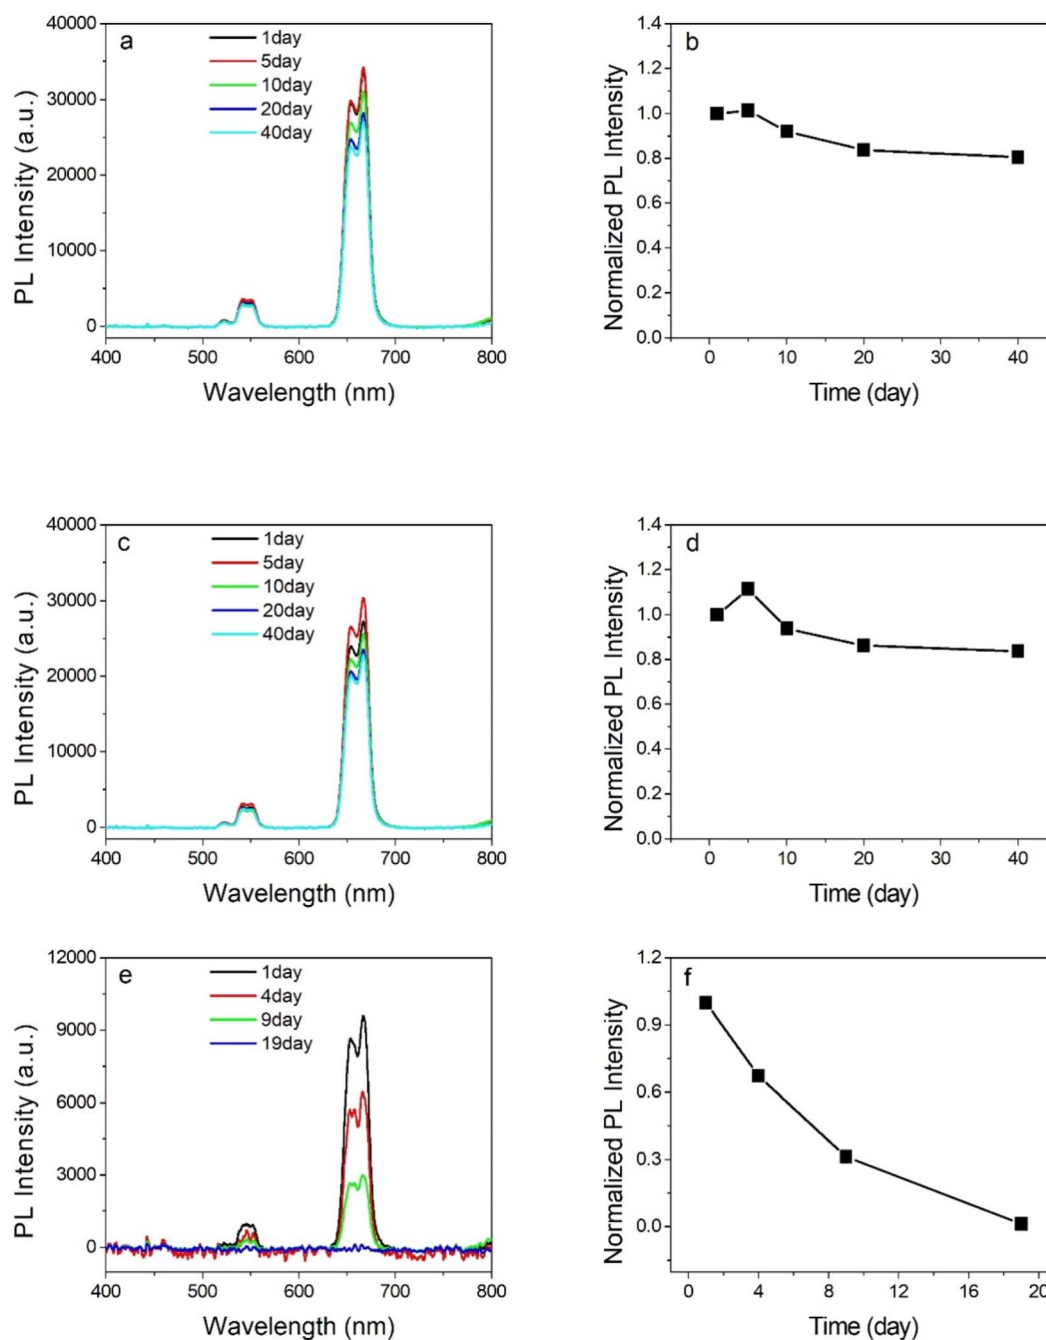 a
1day
5day
10day
20day
40day
40000
30000
20000
10000
0
PL Intensity (a.u.)
400 500 600 700 800
Wavelength (nm)
b
1.4
1.2
1.0
0.8
0.6
0.4
0.2
0.0
Normalized PL Intensity
0 10 20 30 40
Time (day)
c
1day
5day
10day
20day
40day
40000
30000
20000
10000
0
PL Intensity (a.u.)
400 500 600 700 800
Wavelength (nm)
d
1.4
1.2
1.0
0.8
0.6
0.4
0.2
0.0
Normalized PL Intensity
0 10 20 30 40
Time (day)
e
1day
4day
9day
19day
12000
9000
6000
3000
0
PL Intensity (a.u.)
400 500 600 700 800
Wavelength (nm)
f
1.2
0.9
0.6
0.3
0.0
Normalized PL Intensity
0 4 8 12 16 20
Time (day)